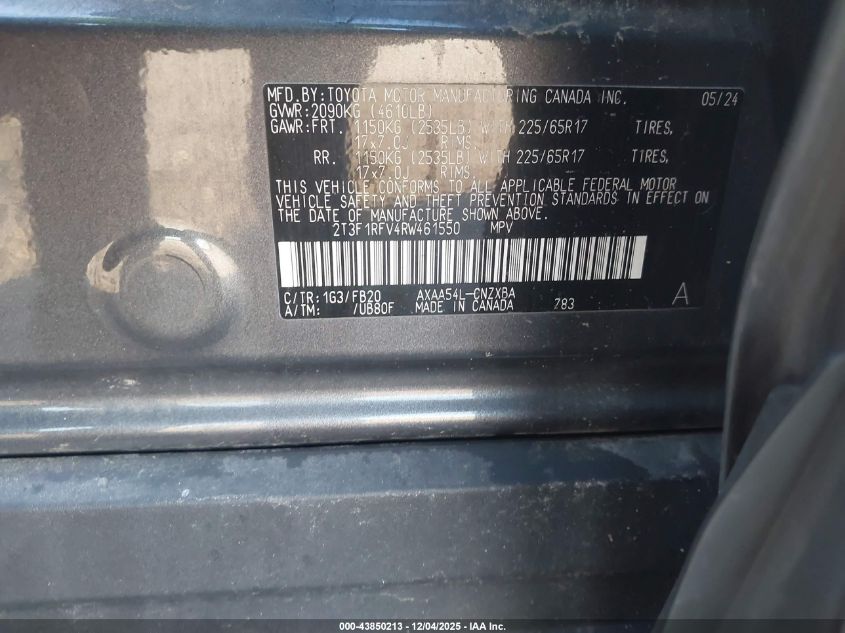 MFD.BY:TOYOTA MOTOR MANUFACTURING CANADA INC. 05/24
GVWR:2090KG (4610LB)
GAWR:FRT. 1150KG (2535LB) WITH 225/65R17 TIRES,
17x7.0J RIMS.
RR. 1150KG (2535LB) WITH 225/65R17 TIRES,
17x7.0J RIMS.
THIS VEHICLE CONFORMS TO ALL APPLICABLE FEDERAL MOTOR
VEHICLE SAFETY AND THEFT PREVENTION STANDARDS IN EFFECT ON
THE DATE OF MANUFACTURE SHOWN ABOVE.
2T3F1RFV4RW461550 MPV
C/TR:1G3/FB20 AXAA54L-CNZXBA A
A/TM: /UB80F MADE IN CANADA 783
000-43850213 - 12/04/2025 - IAA Inc.